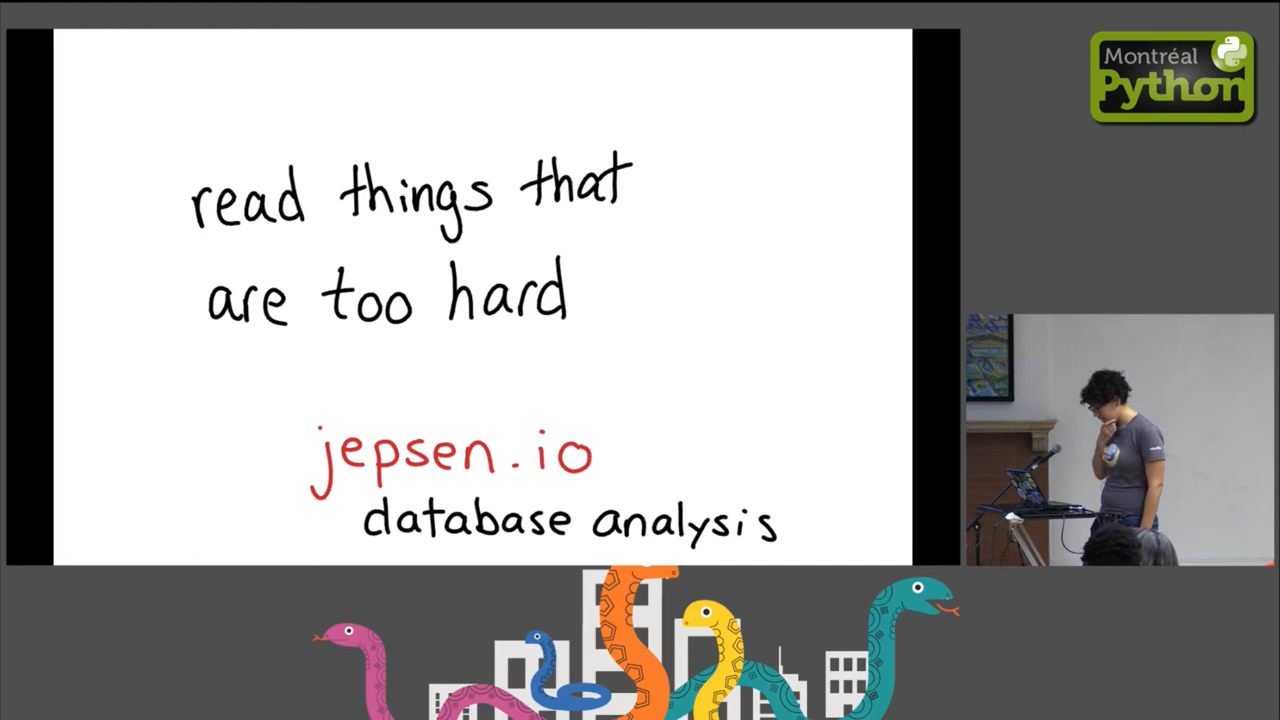 read things that
are too hard
jepsen.io
database analysis
Montréal
Python